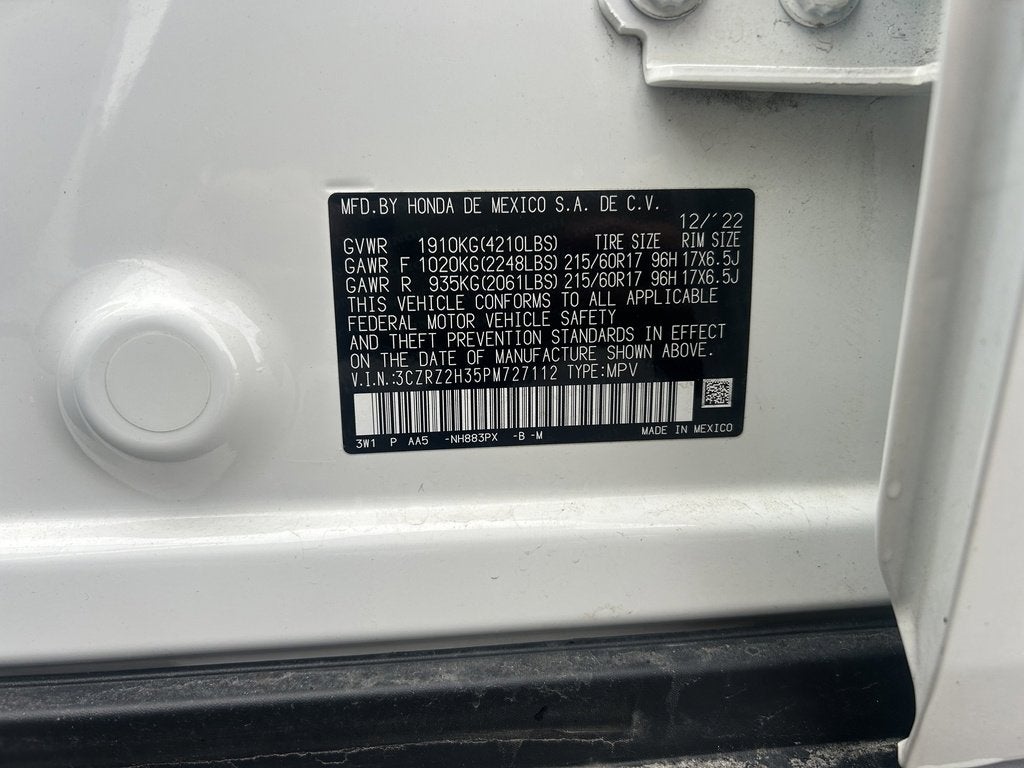 MFD.BY HONDA DE MEXICO S.A. DE C.V.
12/'22
GVWR 1910KG(4210LBS) TIRE SIZE RIM SIZE
GAWR F 1020KG(2248LBS) 215/60R17 96H 17X6.5J
GAWR R 935KG(2061LBS) 215/60R17 96H 17X6.5J
THIS VEHICLE CONFORMS TO ALL APPLICABLE
FEDERAL MOTOR VEHICLE SAFETY
AND THEFT PREVENTION STANDARDS IN EFFECT
ON THE DATE OF MANUFACTURE SHOWN ABOVE.
V.I.N.:3CZRZ2H35PM727112 TYPE:MPV
3W1 P AA5 -NH883PX -B -M MADE IN MEXICO